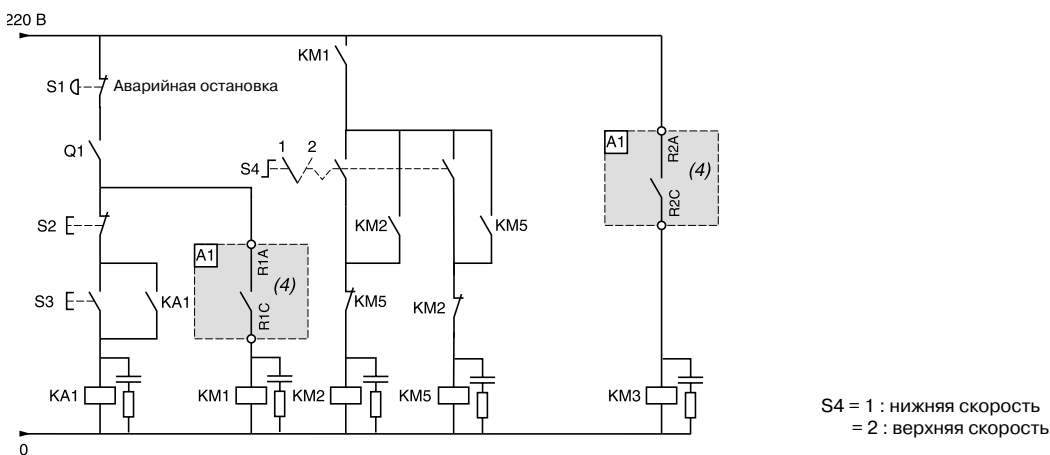 220 В
KM1
S1
Аварийная остановка
Q1
1 2
S4
A1
R2A
(4)
R2C
S2
KM2
KM5
A1
R1A
(4)
R1C
S3
KA1
KM5
KM2
KA1
KM1
KM2
KM5
KM3
S4 = 1 : нижняя скорость
= 2 : верхняя скорость
0